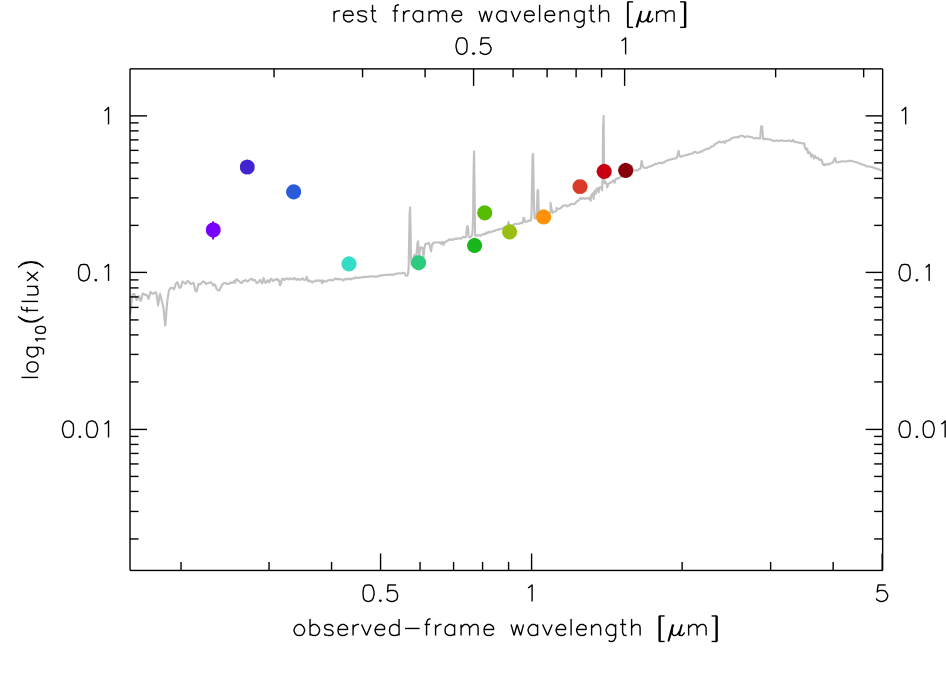 rest frame wavelength [μm]
0.5 1
1 1
0.1 0.1
log10(flux)
0.01 0.01
0.5 1 5
observed-frame wavelength [μm]